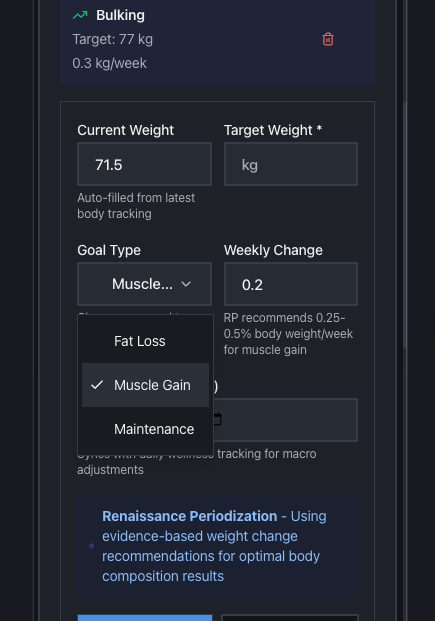 Bulking
Target: 77 kg
0.3 kg/week
Current Weight
Target Weight *
71.5
kg
Auto-filled from latest
body tracking
Goal Type
Weekly Change
Muscle...
0.2
RP recommends 0.25-
0.5% body weight/week
for muscle gain
Fat Loss
Muscle Gain
)
Maintenance
Syncs with daily wellness tracking for macro
adjustments
Renaissance Periodization - Using
evidence-based weight change
recommendations for optimal body
composition results